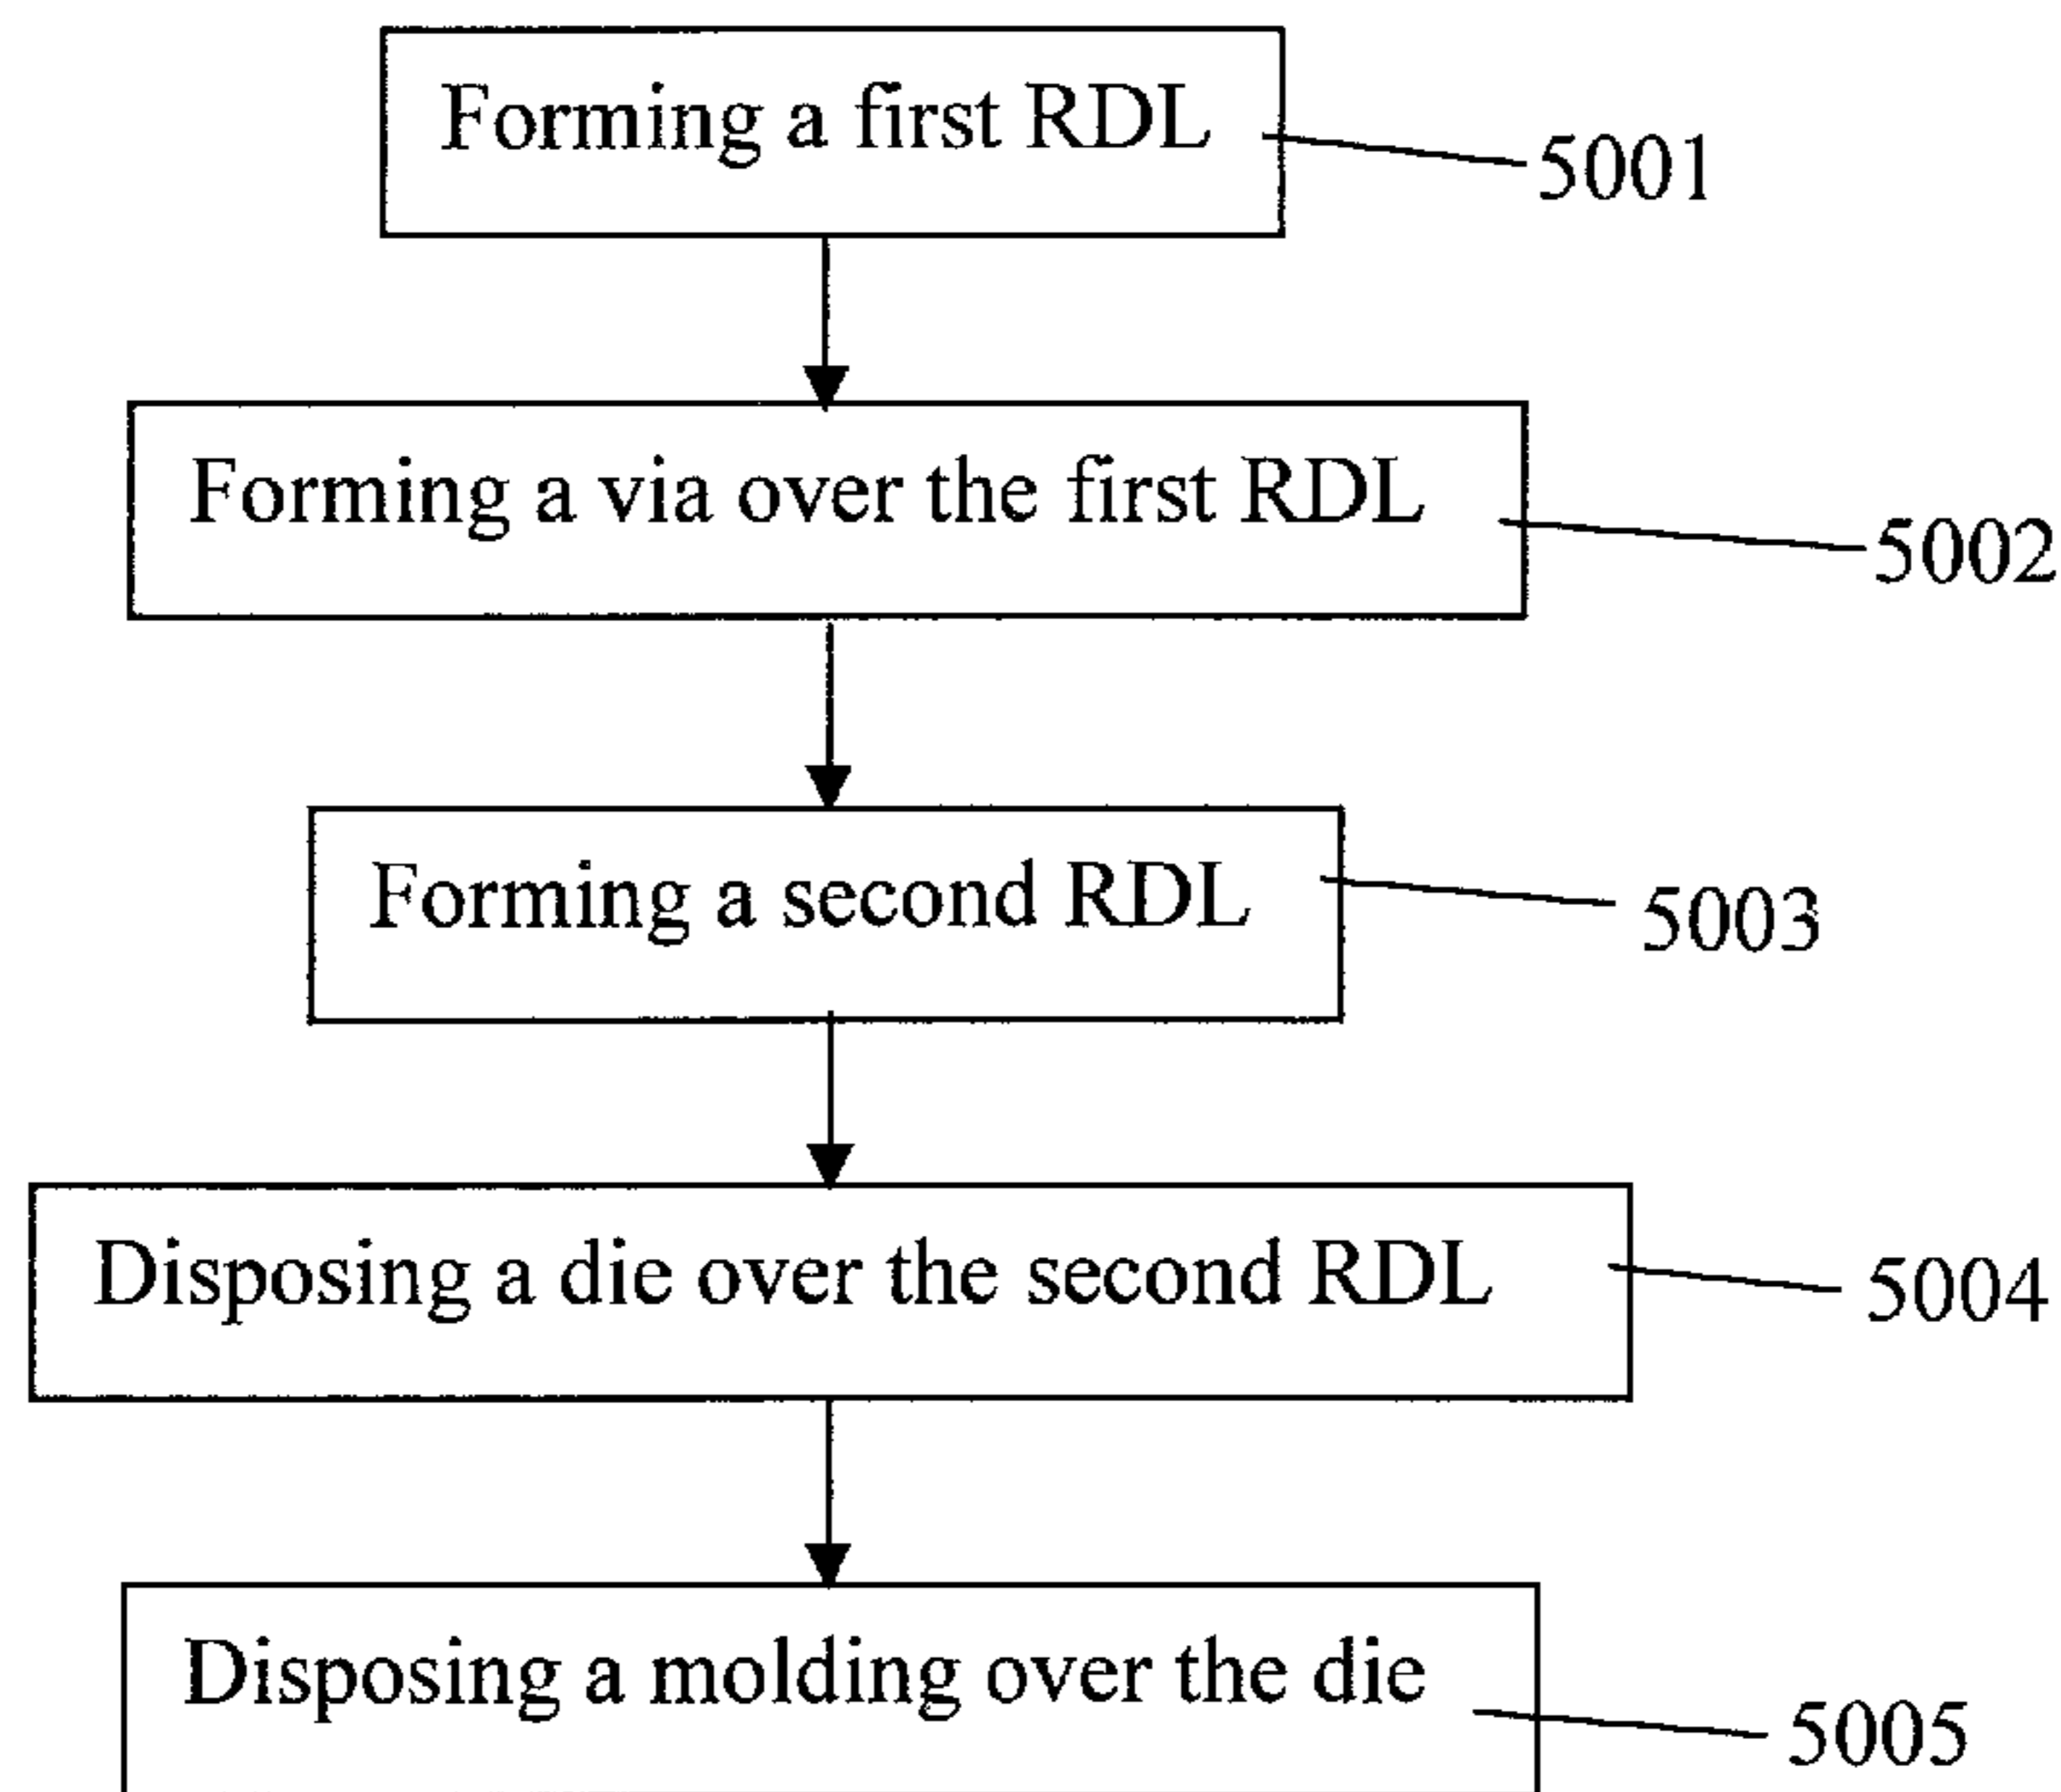 Forming a first RDL
5001
Forming a via over the first RDL
5002
Forming a second RDL
5003
Disposing a die over the second RDL
5004
Disposing a molding over the die
5005